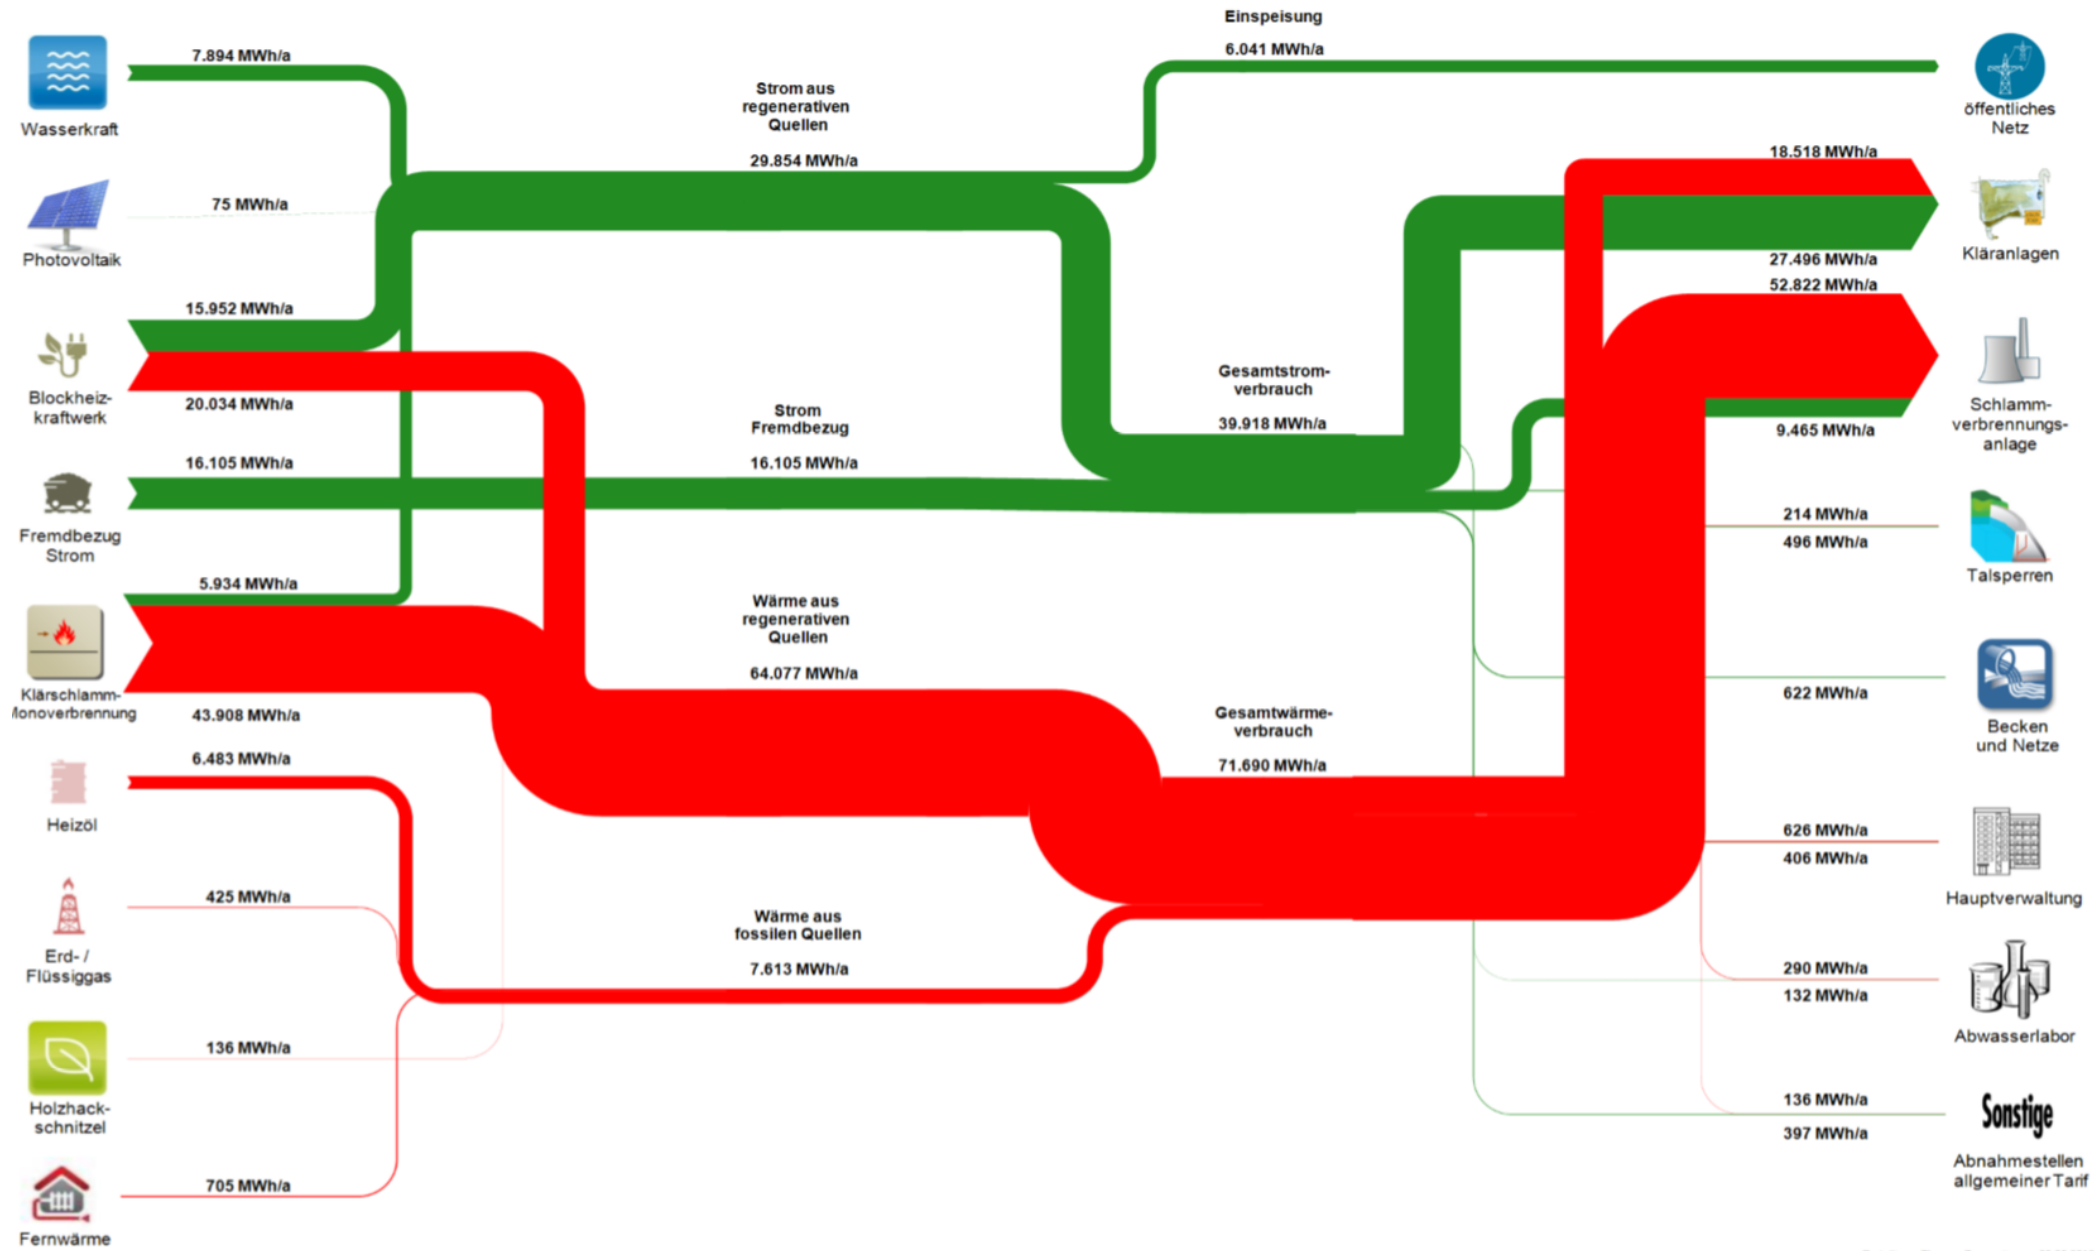 7.894 MWh/a
Wasserkraft
75 MWh/a
Photovoltaik
15.952 MWh/a
Blockheiz-
kraftwerk
20.034 MWh/a
16.105 MWh/a
Fremdbezug
Strom
5.934 MWh/a
Klärschlamm-
Monoverbrennung
43.908 MWh/a
6.483 MWh/a
Heizöl
425 MWh/a
Erd- /
Flüssiggas
136 MWh/a
Holzhack-
schnitzel
705 MWh/a
Fernwärme
Strom aus
regenerativen
Quellen
29.854 MWh/a
Strom
Fremdbezug
16.105 MWh/a
Wärme aus
regenerativen
Quellen
64.077 MWh/a
Wärme aus
fossilen Quellen
7.613 MWh/a
Einspeisung
6.041 MWh/a
Gesamtstrom-
verbrauch
39.918 MWh/a
Gesamtwärme-
verbrauch
71.690 MWh/a
öffentliches
Netz
18.518 MWh/a
Kläranlagen
27.496 MWh/a
52.822 MWh/a
Schlamm-
verbrennungs-
anlage
9.465 MWh/a
214 MWh/a
496 MWh/a
Talsperren
622 MWh/a
Becken
und Netze
626 MWh/a
406 MWh/a
Hauptverwaltung
290 MWh/a
132 MWh/a
Abwasserlabor
136 MWh/a
Sonstige
397 MWh/a
Abnahmestellen
allgemeiner Tarif